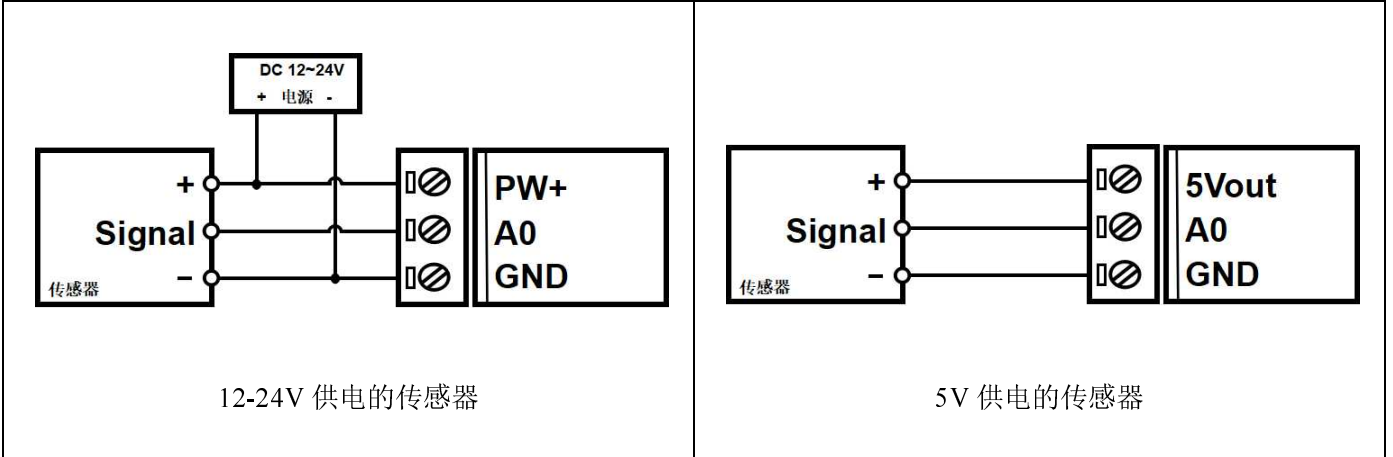 DC 12~24V
+ 电源 -
+
Signal
−
传感器
PW+
A0
GND
12-24V 供电的传感器
+
Signal
−
传感器
5Vout
A0
GND
5V 供电的传感器